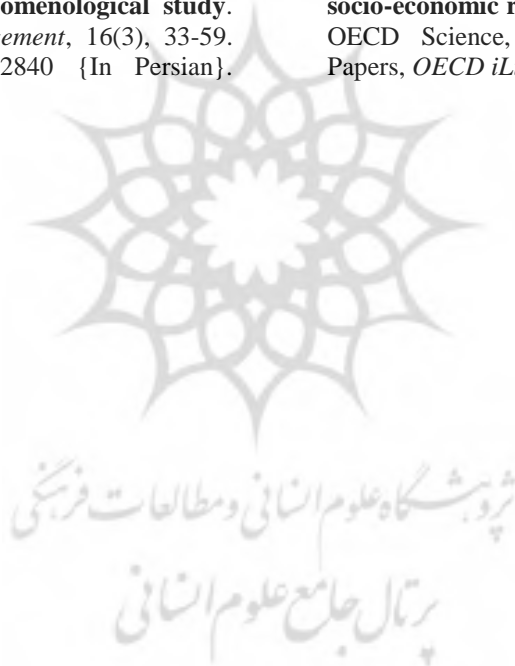 omenological study.
ement, 16(3), 33-59.
2840 {In Persian}.
socio-economic r
OECD Science,
Papers, OECD iL
پژوهشگاه علوم انسانی و مطالعات فرهنگی
پرتال جامع علوم انسانی